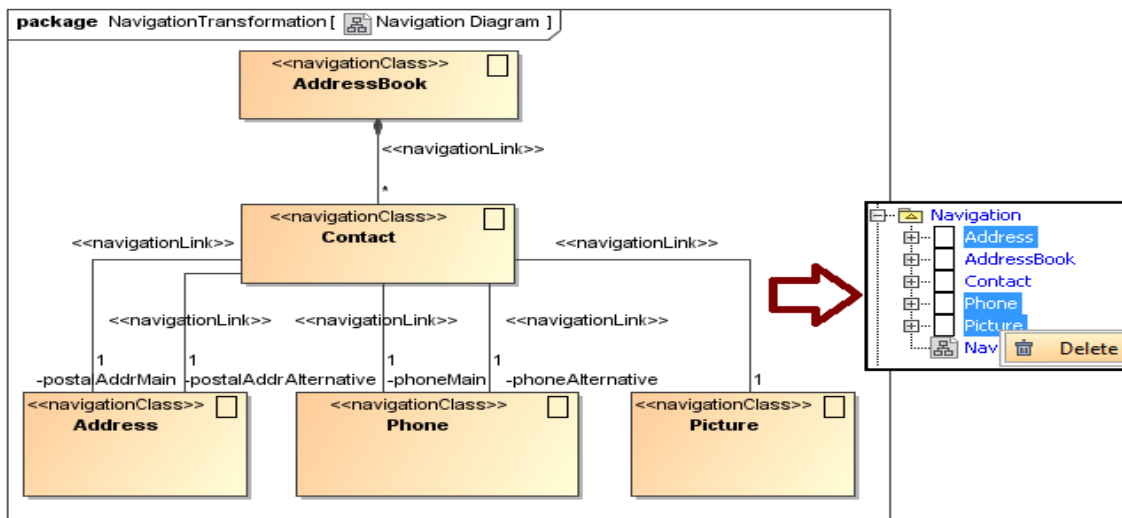 package NavigationTransformation [ Navigation Diagram ]
<<navigationClass>>
AddressBook
<<navigationLink>>
*
<<navigationClass>>
Contact
<<navigationLink>>
<<navigationLink>>
<<navigationLink>>
<<navigationLink>>
<<navigationLink>>
1
1
1
1
-postalAddrMain
-postalAddrAlternative
-phoneMain
-phoneAlternative
1
<<navigationClass>>
Address
<<navigationClass>>
Phone
<<navigationClass>>
Picture
Navigation
Address
AddressBook
Contact
Phone
Picture
Nav
Delete